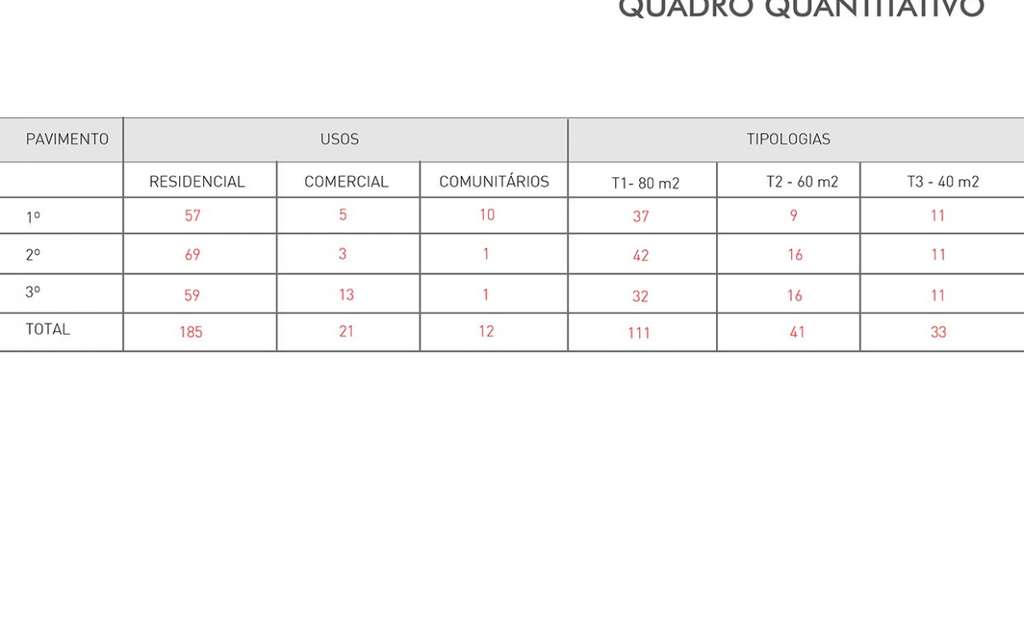 QUADRO QUANTITATIVO
PAVIMENTO USOS TIPOLOGIAS
RESIDENCIAL COMERCIAL COMUNITÁRIOS T1- 80 m2 T2 - 60 m2 T3 - 40 m2
1º 57 5 10 37 9 11
2º 69 3 1 42 16 11
3º 59 13 1 32 16 11
TOTAL 185 21 12 111 41 33